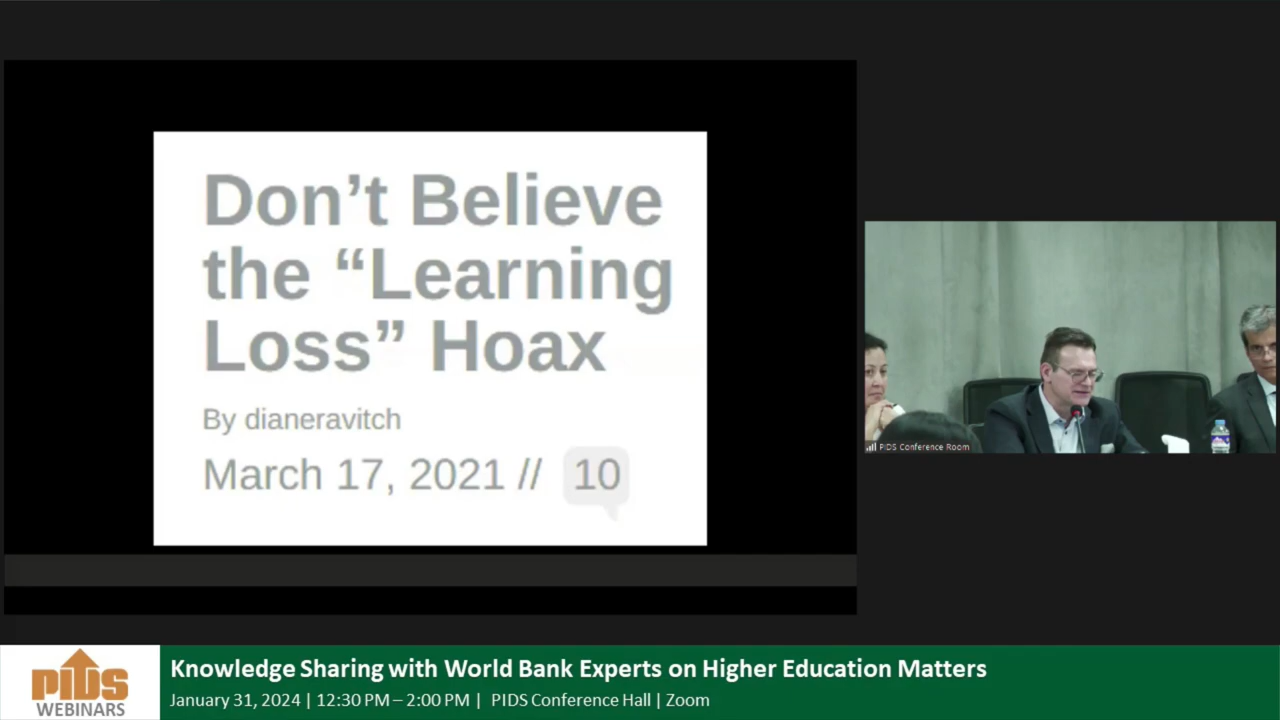 Don’t Believe
the “Learning
Loss” Hoax
By dianeravitch
March 17, 2021 // 10
PIDS Conference Room
PIDS
WEBINARS
Knowledge Sharing with World Bank Experts on Higher Education Matters
January 31, 2024 | 12:30 PM – 2:00 PM | PIDS Conference Hall | Zoom